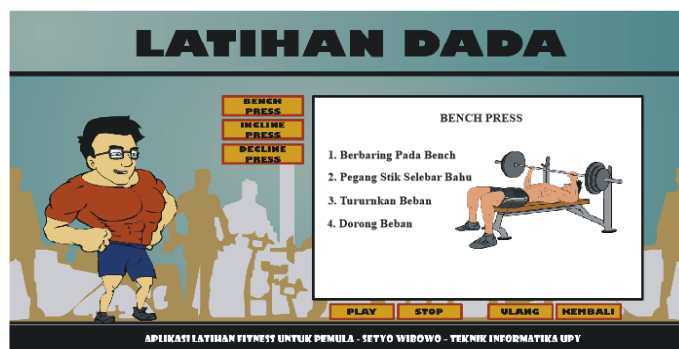 LATIHAN DADA
BENCH
PRESS
INCLINE
PRESS
DECLINE
PRESS
BENCH PRESS
1. Berbaring Pada Bench
2. Pegang Stik Selebar Bahu
3. Tururnkan Beban
4. Dorong Beban
PLAY
STOP
ULANG
KEMBALI
APLIKASI LATIHAN FITNESS UNTUK PEMULA - SETYO WIBOWO - TEKNIK INFORMATIKA UPY